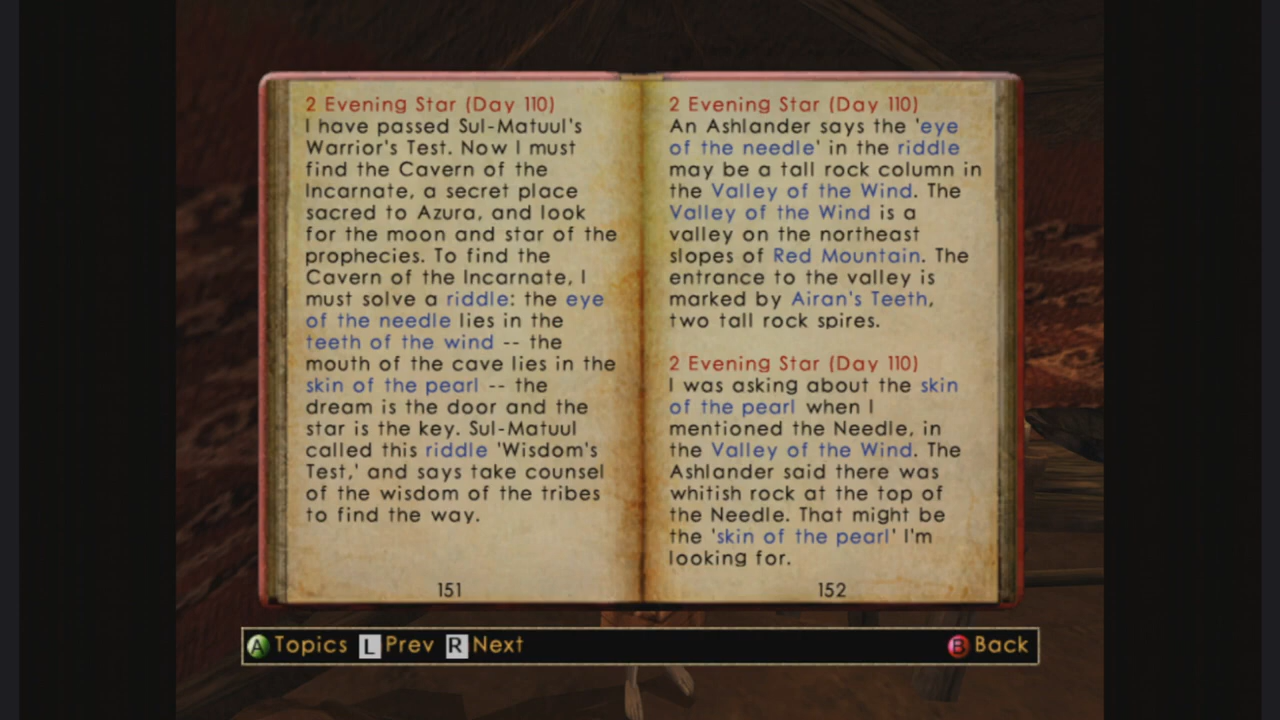 2 Evening Star (Day 110)
I have passed Sul-Matuul's
Warrior's Test. Now I must
find the Cavern of the
Incarnate, a secret place
sacred to Azura, and look
for the moon and star of the
prophecies. To find the
Cavern of the Incarnate, I
must solve a riddle: the eye
of the needle lies in the
teeth of the wind -- the
mouth of the cave lies in the
skin of the pearl -- the
dream is the door and the
star is the key. Sul-Matuul
called this riddle 'Wisdom's
Test,' and says take counsel
of the wisdom of the tribes
to find the way.
151
2 Evening Star (Day 110)
An Ashlander says the 'eye
of the needle' in the riddle
may be a tall rock column in
the Valley of the Wind. The
Valley of the Wind is a
valley on the northeast
slopes of Red Mountain. The
entrance to the valley is
marked by Airan's Teeth,
two tall rock spires.
2 Evening Star (Day 110)
I was asking about the skin
of the pearl when I
mentioned the Needle, in
the Valley of the Wind. The
Ashlander said there was
whitish rock at the top of
the Needle. That might be
the 'skin of the pearl' I'm
looking for.
152
A Topics L Prev R Next B Back